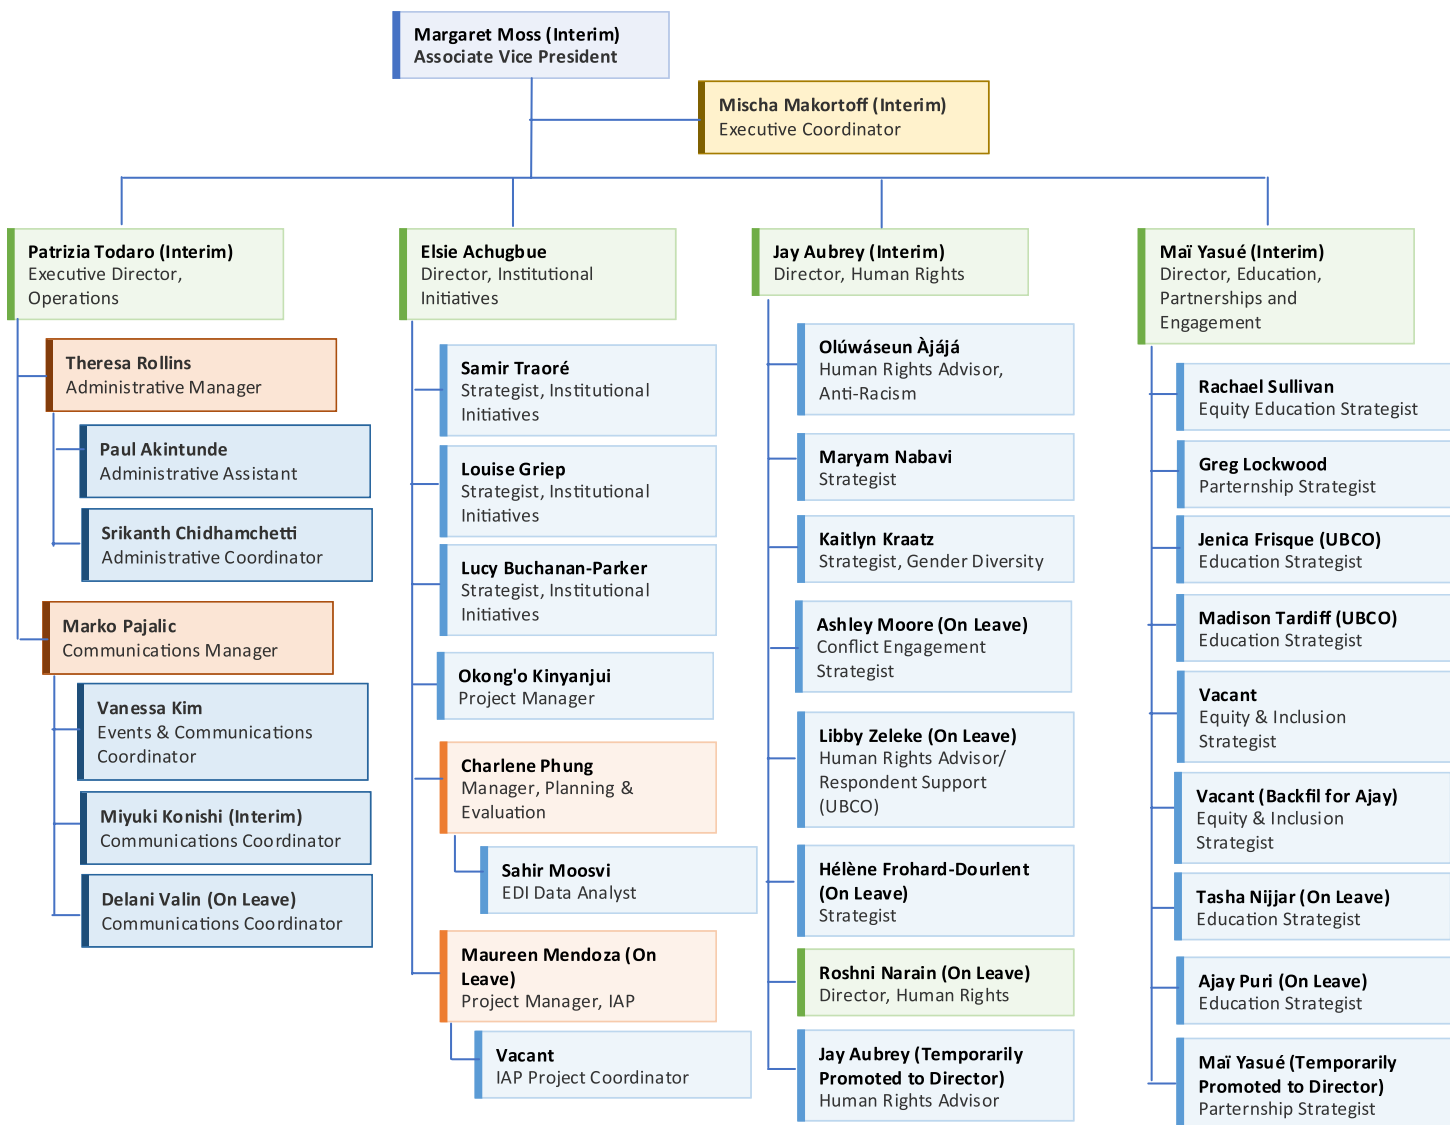 Margaret Moss (Interim)
Associate Vice President
Mischa Makortoff (Interim)
Executive Coordinator
Patrizia Todaro (Interim)
Executive Director,
Operations
Theresa Rollins
Administrative Manager
Paul Akintunde
Administrative Assistant
Srikanth Chidhamchetti
Administrative Coordinator
Marko Pajalic
Communications Manager
Vanessa Kim
Events & Communications
Coordinator
Miyuki Konishi (Interim)
Communications Coordinator
Delani Valin (On Leave)
Communications Coordinator
Elsie Achugbue
Director, Institutional
Initiatives
Samir Traoré
Strategist, Institutional
Initiatives
Louise Griep
Strategist, Institutional
Initiatives
Lucy Buchanan-Parker
Strategist, Institutional
Initiatives
Okong'o Kinyanjui
Project Manager
Charlene Phung
Manager, Planning &
Evaluation
Sahir Moosvi
EDI Data Analyst
Maureen Mendoza (On
Leave)
Project Manager, IAP
Vacant
IAP Project Coordinator
Jay Aubrey (Interim)
Director, Human Rights
Olúwáseun Àjájá
Human Rights Advisor,
Anti-Racism
Maryam Nabavi
Strategist
Kaitlyn Kraatz
Strategist, Gender Diversity
Ashley Moore (On Leave)
Conflict Engagement
Strategist
Libby Zeleke (On Leave)
Human Rights Advisor/
Respondent Support
(UBCO)
Hélène Frohard-Dourlent
(On Leave)
Strategist
Roshni Narain (On Leave)
Director, Human Rights
Jay Aubrey (Temporarily
Promoted to Director)
Human Rights Advisor
Maï Yasué (Interim)
Director, Education,
Partnerships and
Engagement
Rachael Sullivan
Equity Education Strategist
Greg Lockwood
Parternship Strategist
Jenica Frisque (UBCO)
Education Strategist
Madison Tardiff (UBCO)
Education Strategist
Vacant
Equity & Inclusion
Strategist
Vacant (Backfil for Ajay)
Equity & Inclusion
Strategist
Tasha Nijjar (On Leave)
Education Strategist
Ajay Puri (On Leave)
Education Strategist
Maï Yasué (Temporarily
Promoted to Director)
Parternship Strategist